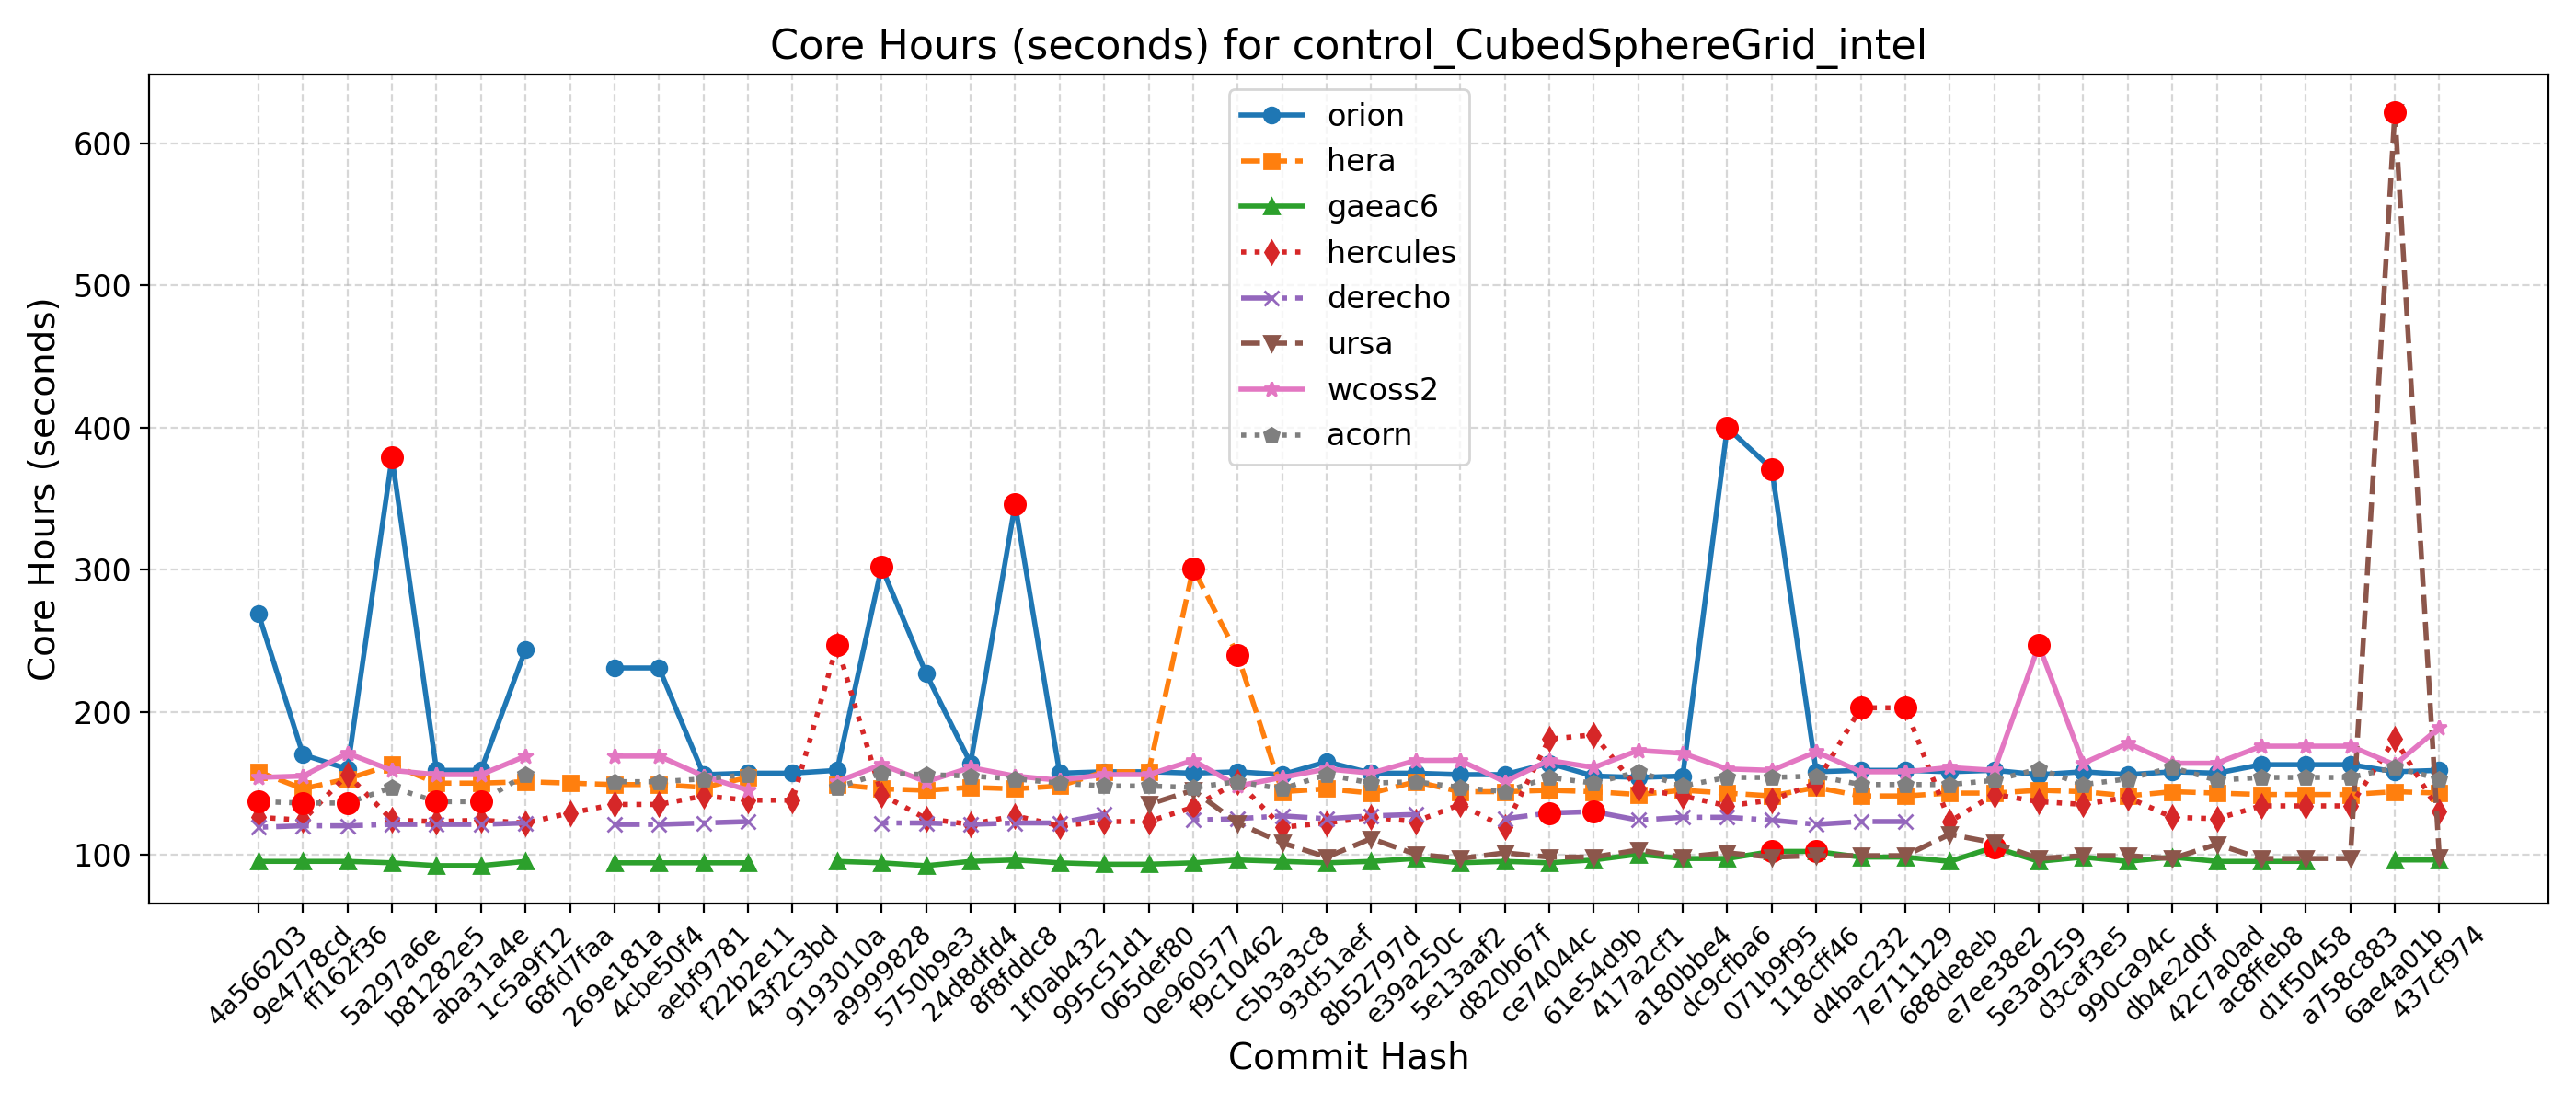 Core Hours (seconds) for control_CubedSphereGrid_intel
Core Hours (seconds)
600
500
400
300
200
100
orion
hera
gaeac6
hercules
derecho
ursa
wcoss2
acorn
4a566203
9e4778cd
ff162f36
5a297a6e
b81282e5
aba31a4e
1c5a9f12
68fd7faa
269e181a
4cbe50f4
aebf9781
f22b2e11
43f2c3bd
9193010a
a9999828
5750b9e3
24d8dfd4
8f8fddc8
1f0ab432
995c51d1
065def80
0e960577
f9c10462
c5b3a3c8
93d51aef
8b52797d
e39a250c
5e13aaf2
d820b67f
ce74044c
61e54d9b
417a2cf1
a180bbe4
dc9cfba6
071b9f95
118cff46
d4bac232
7e711129
688de8eb
e7ee38e2
5e3a9259
d3caf3e5
990ca94c
db4e2d0f
42c7a0ad
ac8ffeb8
d1f50458
a758c883
6ae4a01b
437cf974
Commit Hash